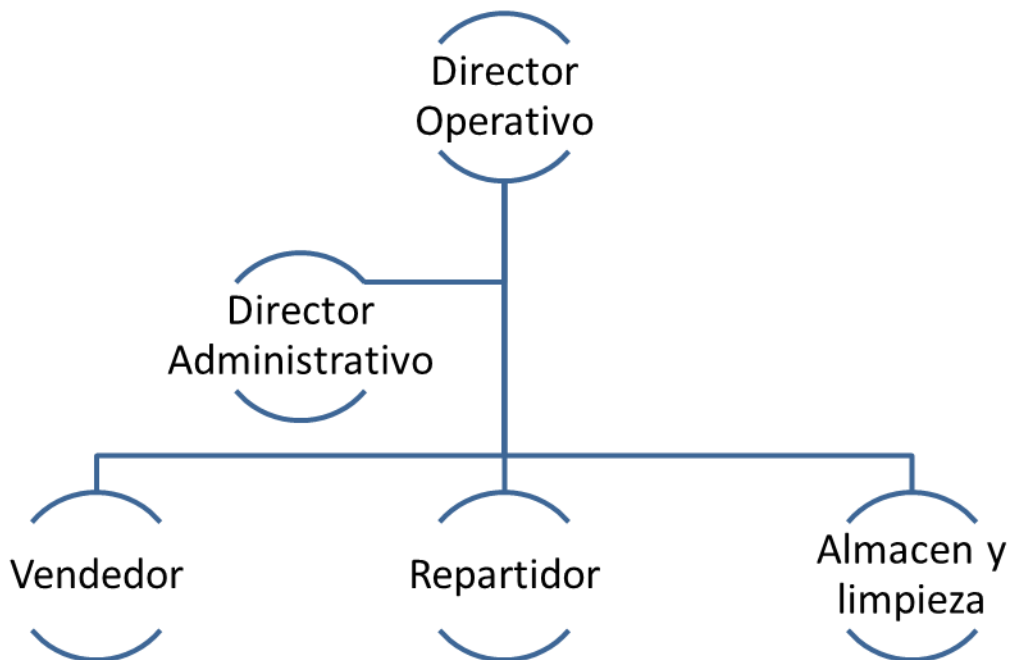 Director
Operativo
Director
Administrativo
Vendedor
Repartidor
Almacen y
limpieza